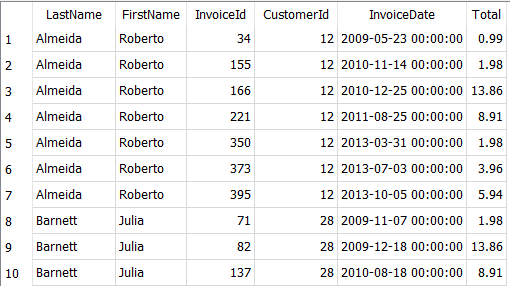 LastName FirstName InvoiceId CustomerId InvoiceDate Total
1 Almeida Roberto 34 12 2009-05-23 00:00:00 0.99
2 Almeida Roberto 155 12 2010-11-14 00:00:00 1.98
3 Almeida Roberto 166 12 2010-12-25 00:00:00 13.86
4 Almeida Roberto 221 12 2011-08-25 00:00:00 8.91
5 Almeida Roberto 350 12 2013-03-31 00:00:00 1.98
6 Almeida Roberto 373 12 2013-07-03 00:00:00 3.96
7 Almeida Roberto 395 12 2013-10-05 00:00:00 5.94
8 Barnett Julia 71 28 2009-11-07 00:00:00 1.98
9 Barnett Julia 82 28 2009-12-18 00:00:00 13.86
10 Barnett Julia 137 28 2010-08-18 00:00:00 8.91